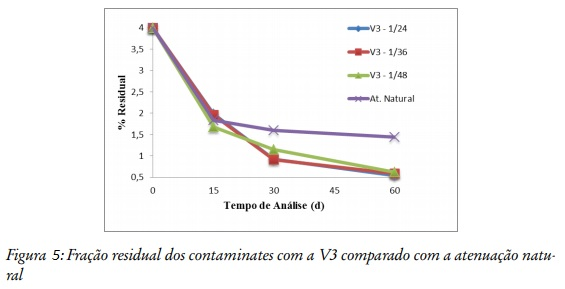 4
3,5
3
2,5
2
1,5
1
0,5
% Residual
0 15 30 45 60
Tempo de Análise (d)
V3 - 1/24
V3 - 1/36
V3 - 1/48
At. Natural
Figura 5: Fração residual dos contaminates com a V3 comparado com a atenuação natu-
ral